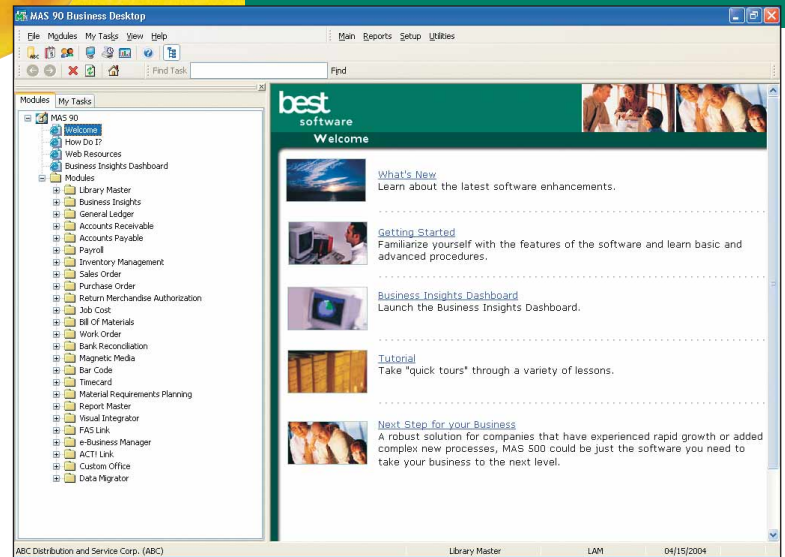 MAS 90 Business Desktop
File Modules My Tasks View Help
Main Reports Setup Utilities
ABC
Find Task
Find
Modules
My Tasks
MAS 90
Welcome
How Do I?
Web Resources
Business Insights Dashboard
Modules
Library Master
Business Insights
General Ledger
Accounts Receivable
Accounts Payable
Payroll
Inventory Management
Sales Order
Purchase Order
Return Merchandise Authorization
Job Cost
Bill Of Materials
Work Order
Bank Reconciliation
Magnetic Media
Bar Code
Timecard
Material Requirements Planning
Report Master
Visual Integrator
FAS Link
e-Business Manager
ACT! Link
Custom Office
Data Migrator
best
software
Welcome
What's New
Learn about the latest software enhancements.
Getting Started
Familiarize yourself with the features of the software and learn basic and
advanced procedures.
Business Insights Dashboard
Launch the Business Insights Dashboard.
Tutorial
Take "quick tours" through a variety of lessons.
Next Step for your Business
A robust solution for companies that have experienced rapid growth or added
complex new processes, MAS 500 could be just the software you need to
take your business to the next level.
ABC Distribution and Service Corp. (ABC)
Library Master
LAM
04/15/2004